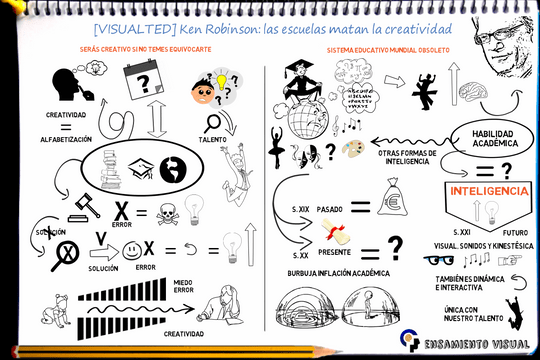 [VISUALTED] Ken Robinson: las escuelas matan la creatividad
SERÁS CREATIVO SI NO TEMES EQUIVOCARTE
SISTEMA EDUCATIVO MUNDIAL OBSOLETO
?
CREATIVIDAD
=
ALFABETIZACIÓN
TALENTO
SOLUCIÓN
X
ERROR
=
V
SOLUCIÓN
X
ERROR
=
=
MIEDO
ERROR
CREATIVIDAD
?
OTRAS FORMAS DE
INTELIGENCIA
HABILIDAD
ACADÉMICA
= ?
INTELIGENCIA
S. XIX PASADO =
€
S. XX PRESENTE = ?
S. XXI FUTURO
VISUAL, SONIDOS Y KINESTÉSICA
BURBUJA INFLACIÓN ACADÉMICA
TAMBIÉN ES DINÁMICA
E INTERACTIVA
ÚNICA CON
NUESTRO TALENTO
ENSAMIENTO VISUAL